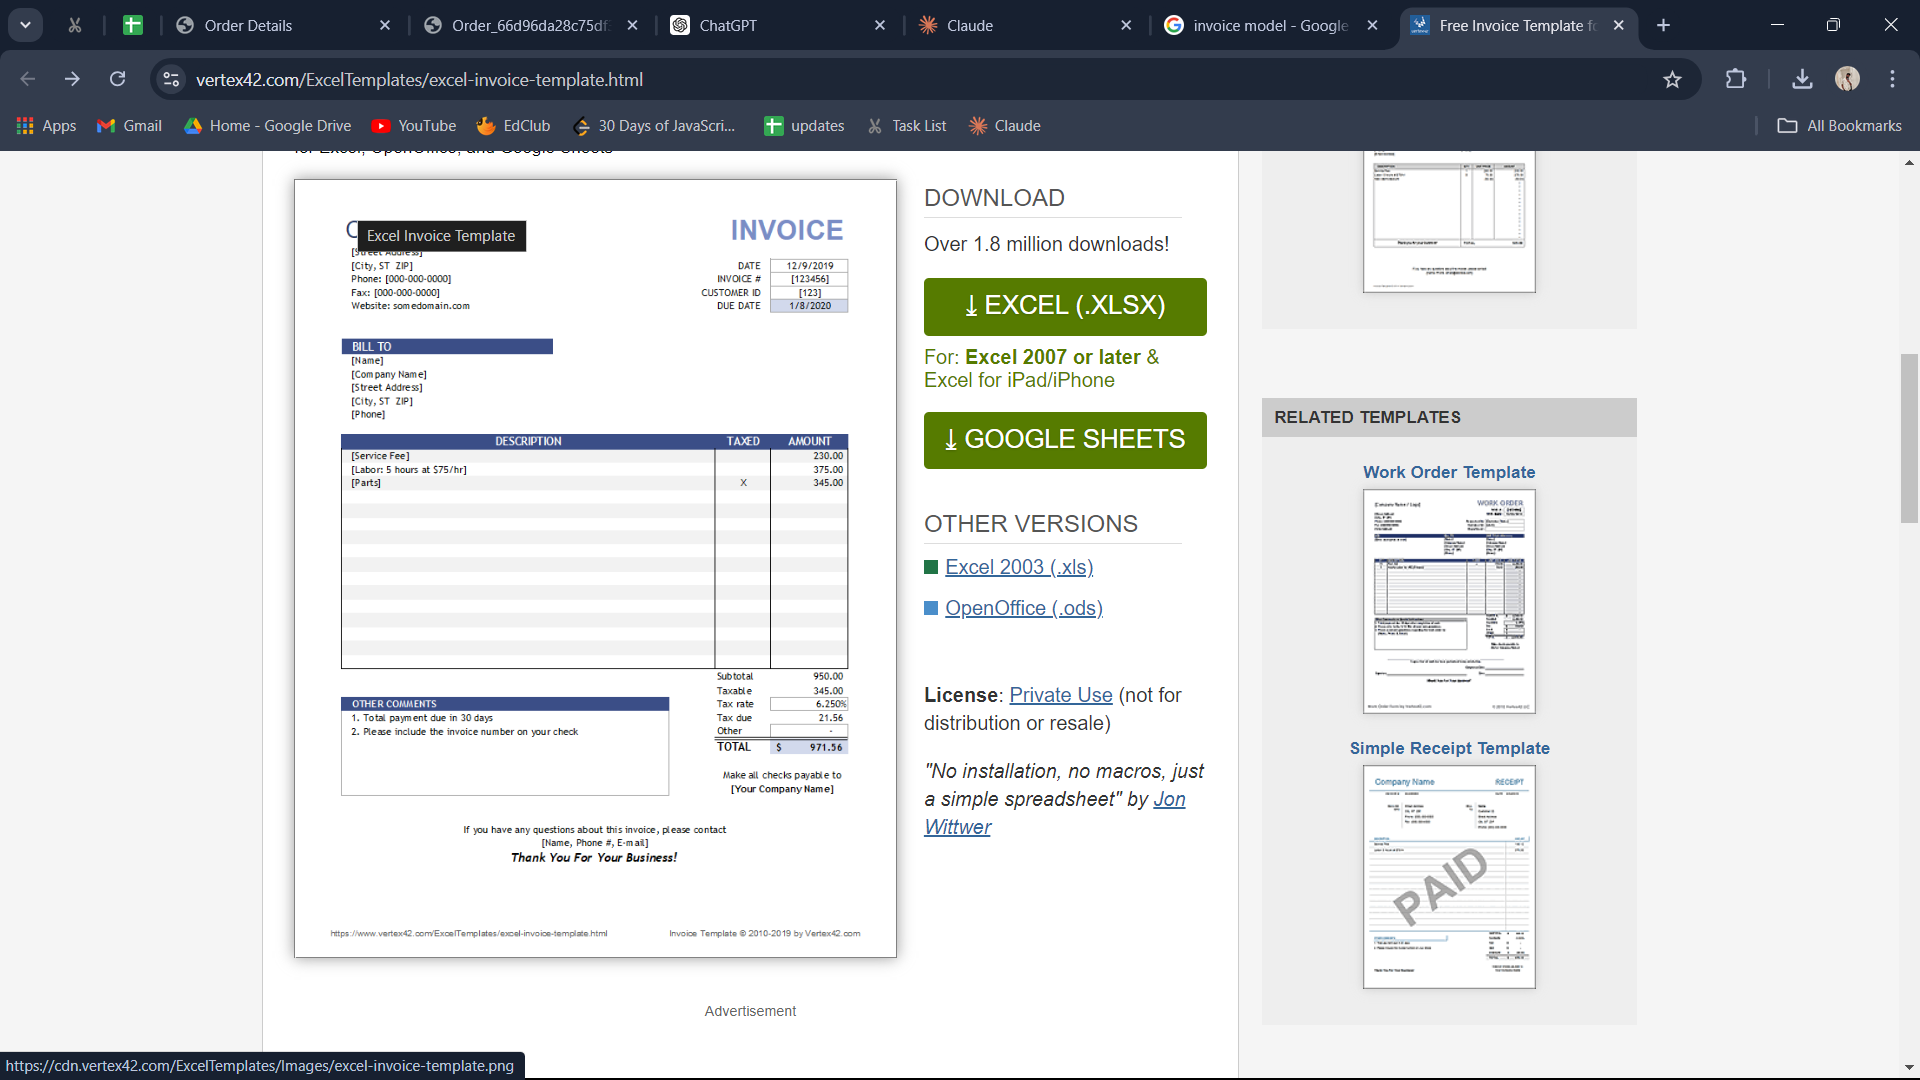 Order Details
Order_66d96da28c75df
ChatGPT
Claude
invoice model - Google
Free Invoice Template fo
vertex42.com/ExcelTemplates/excel-invoice-template.html
Apps
Gmail
Home - Google Drive
YouTube
EdClub
30 Days of JavaScri...
updates
Task List
Claude
All Bookmarks
for Excel, OpenOffice, and Google Sheets
Excel Invoice Template
[Street Address]
[City, ST ZIP]
Phone: [000-000-0000]
Fax: [000-000-0000]
Website: somedomain.com
INVOICE
DATE 12/9/2019
INVOICE # [123456]
CUSTOMER ID [123]
DUE DATE 1/8/2020
BILL TO
[Name]
[Company Name]
[Street Address]
[City, ST ZIP]
[Phone]
DESCRIPTION TAXED AMOUNT
[Service Fee] 230.00
[Labor: 5 hours at $75/hr] 375.00
[Parts] X 345.00
Subtotal 950.00
Taxable 345.00
Tax rate 6.250%
Tax due 21.56
Other -
TOTAL $ 971.56
OTHER COMMENTS
1. Total payment due in 30 days
2. Please include the invoice number on your check
Make all checks payable to
[Your Company Name]
If you have any questions about this invoice, please contact
[Name, Phone #, E-mail]
Thank You For Your Business!
https://www.vertex42.com/ExcelTemplates/excel-invoice-template.html
Invoice Template © 2010-2019 by Vertex42.com
Advertisement
DOWNLOAD
Over 1.8 million downloads!
EXCEL (.XLSX)
For: Excel 2007 or later &
Excel for iPad/iPhone
GOOGLE SHEETS
OTHER VERSIONS
Excel 2003 (.xls)
OpenOffice (.ods)
License: Private Use (not for
distribution or resale)
"No installation, no macros, just
a simple spreadsheet" by Jon
Wittwer
RELATED TEMPLATES
Work Order Template
WORK ORDER
Simple Receipt Template
Company Name
RECEIPT
PAID
https://cdn.vertex42.com/ExcelTemplates/Images/excel-invoice-template.png